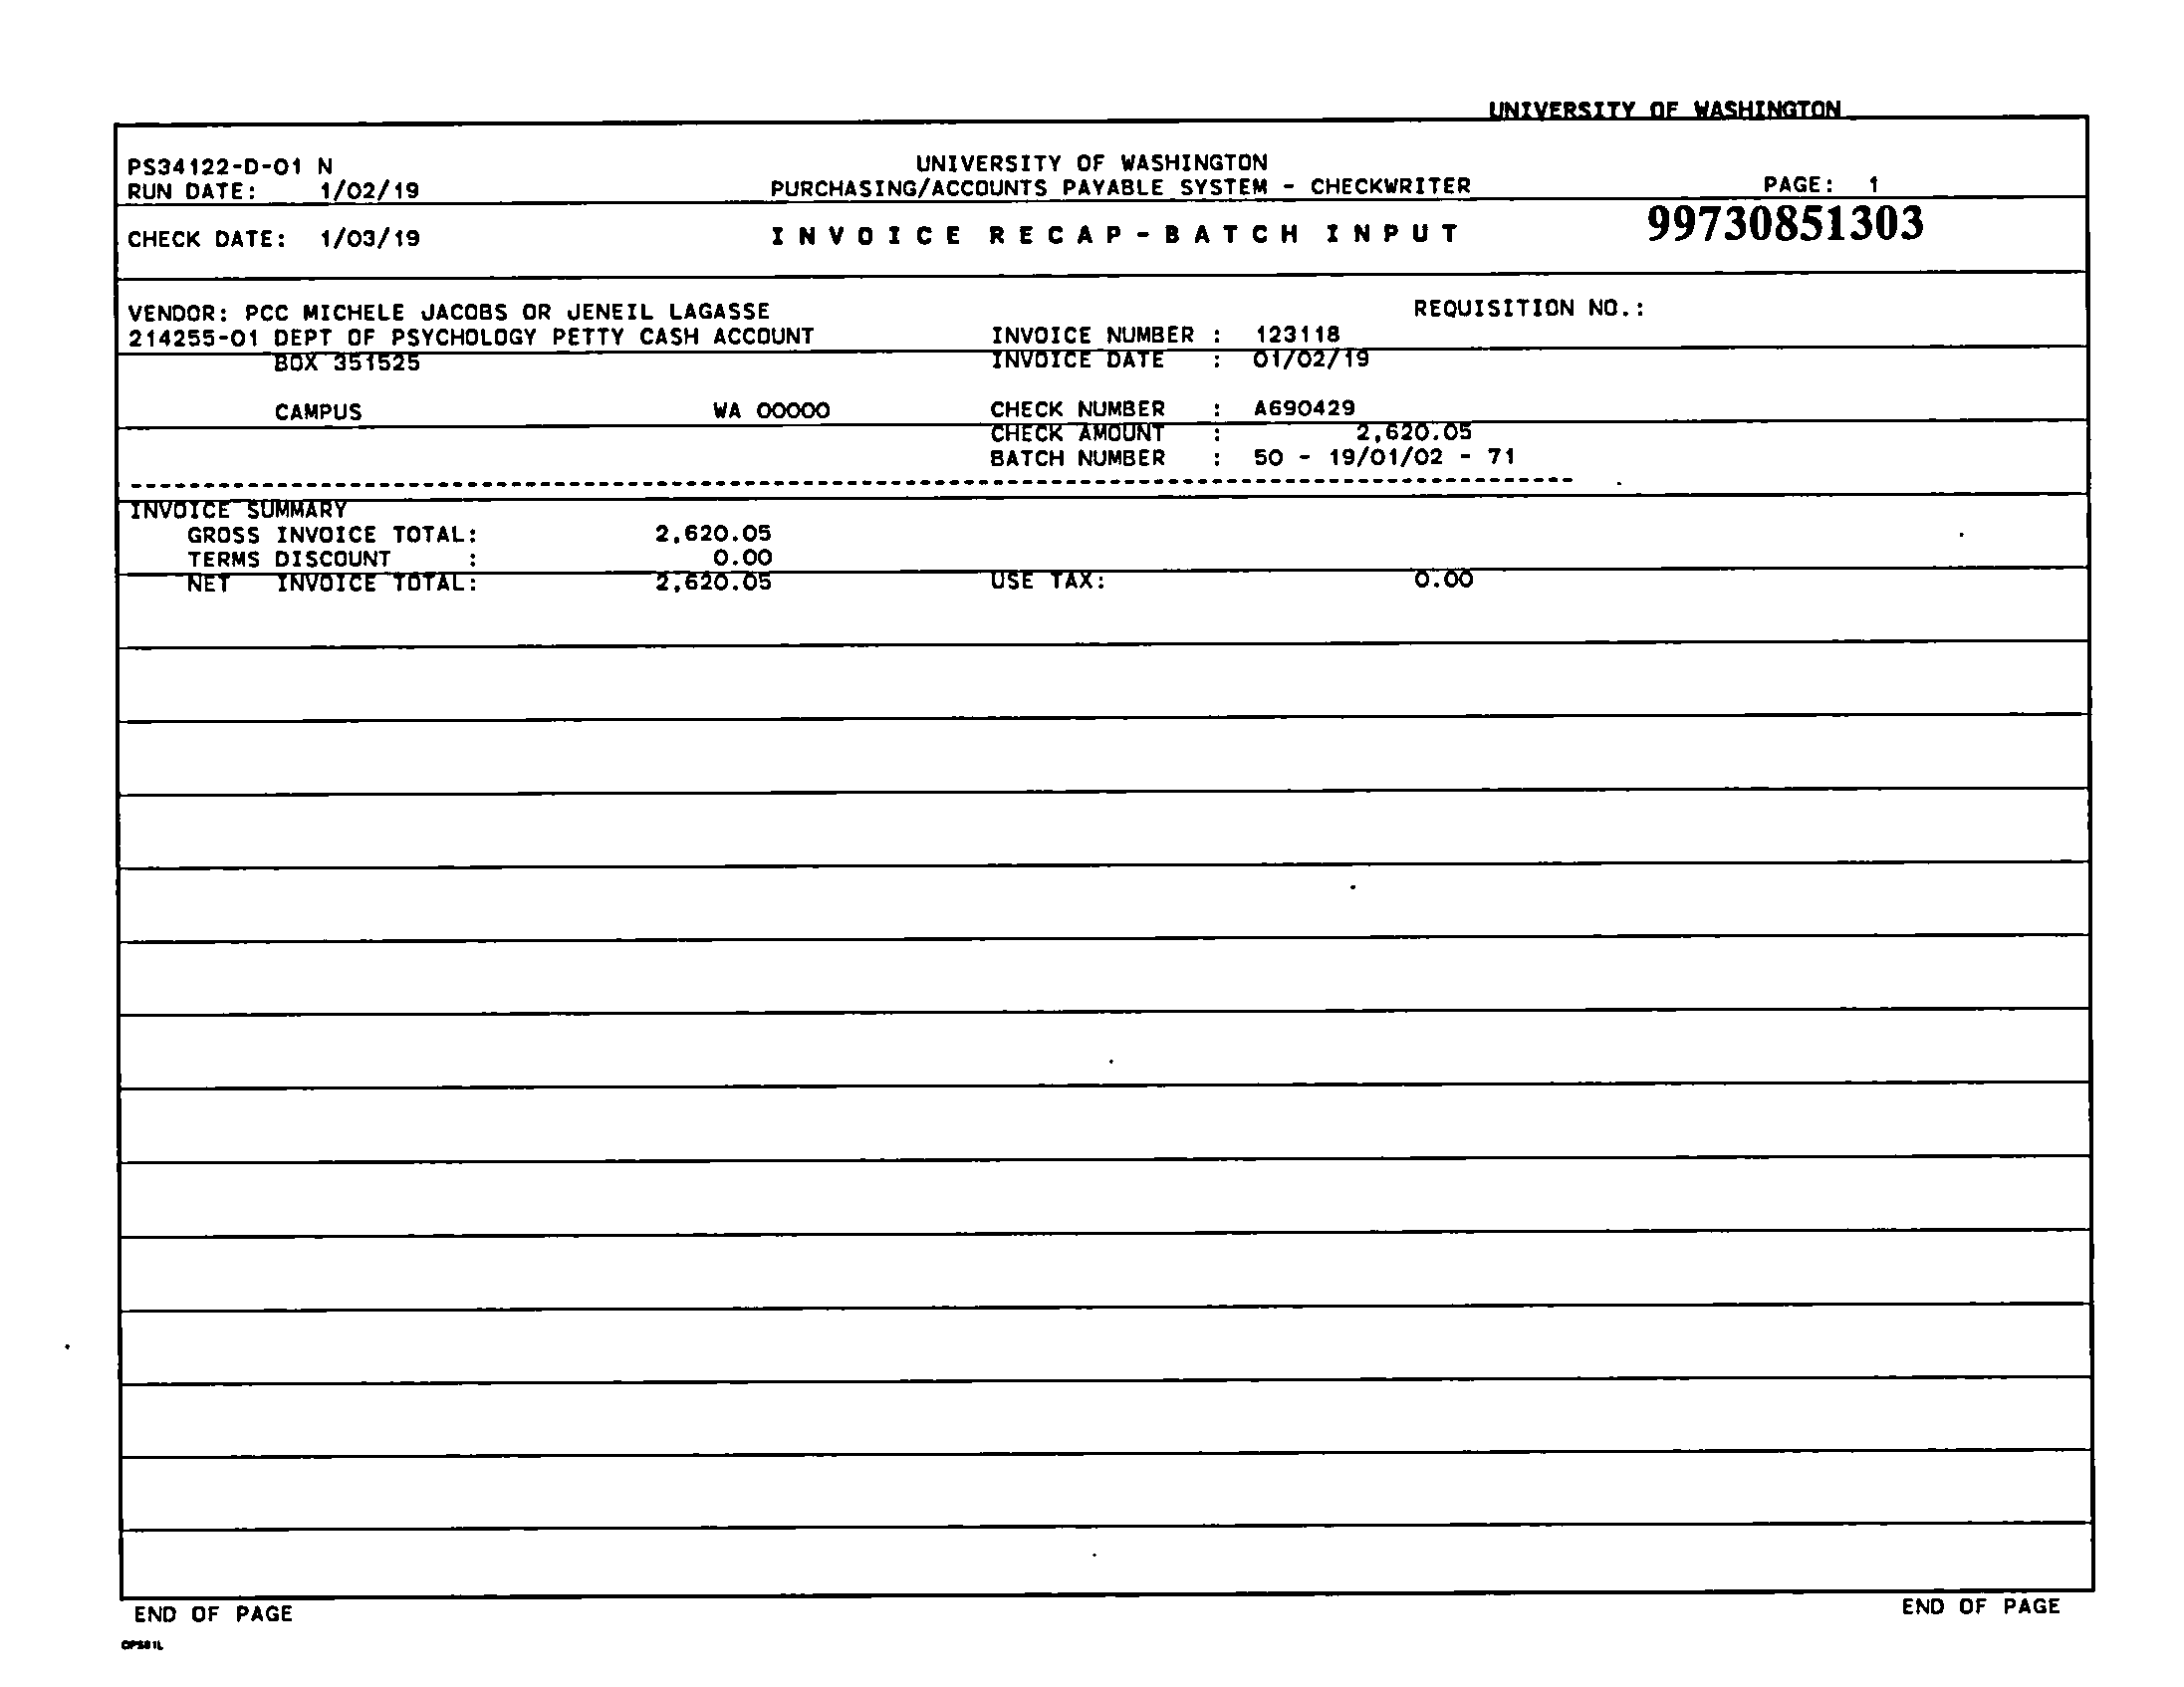 UNIVERSITY OF WASHINGTON
PS34122-D-01 N UNIVERSITY OF WASHINGTON
RUN DATE: 1/02/19 PURCHASING/ACCOUNTS PAYABLE SYSTEM - CHECKWRITER PAGE: 1
CHECK DATE: 1/03/19 INVOICE RECAP-BATCH INPUT 99730851303
VENDOR: PCC MICHELE JACOBS OR JENEIL LAGASSE REQUISITION NO.:
214255-01 DEPT OF PSYCHOLOGY PETTY CASH ACCOUNT INVOICE NUMBER : 123118
BOX 351525 INVOICE DATE : 01/02/19
CAMPUS WA 00000 CHECK NUMBER : A690429
CHECK AMOUNT : 2,620.05
BATCH NUMBER : 50 - 19/01/02 - 71
INVOICE SUMMARY
GROSS INVOICE TOTAL: 2,620.05
TERMS DISCOUNT : 0.00
NET INVOICE TOTAL: 2,620.05 USE TAX: 0.00
END OF PAGE END OF PAGE